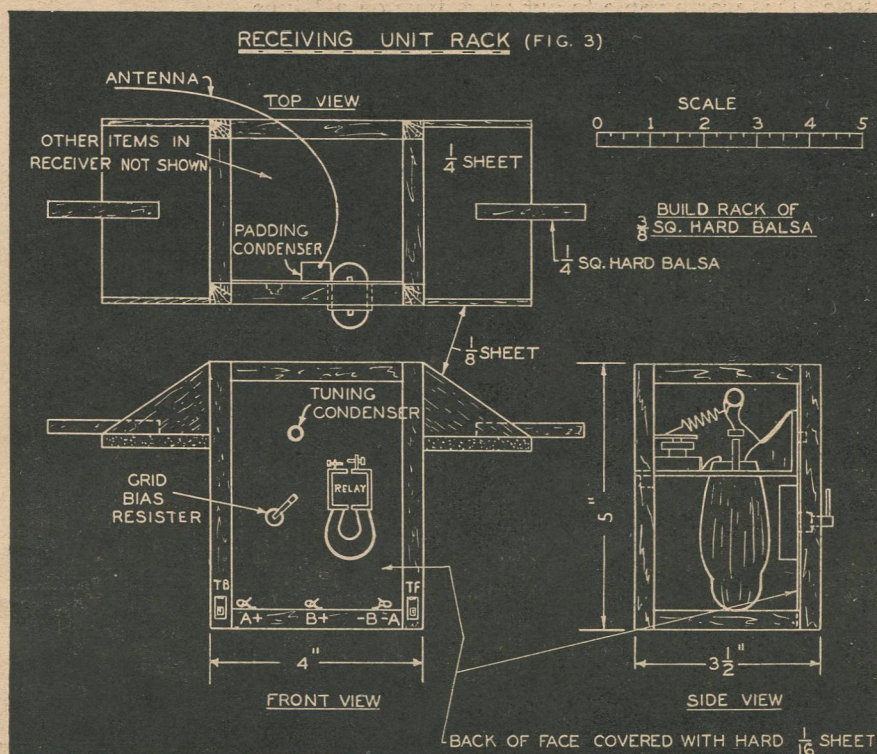 RECEIVING UNIT RACK (FIG. 3)
ANTENNA
TOP VIEW
OTHER ITEMS IN
RECEIVER NOT SHOWN
PADDING
CONDENSER
1/4 SHEET
SCALE
0 1 2 3 4 5
BUILD RACK OF
3/8 SQ. HARD BALSA
1/4 SQ. HARD BALSA
1/8 SHEET
TUNING
CONDENSER
GRID
BIAS
RESISTER
RELAY
TB
TF
A+ B+ -B -A
4"
FRONT VIEW
5"
3 1/2"
SIDE VIEW
BACK OF FACE COVERED WITH HARD 1/16 SHEET